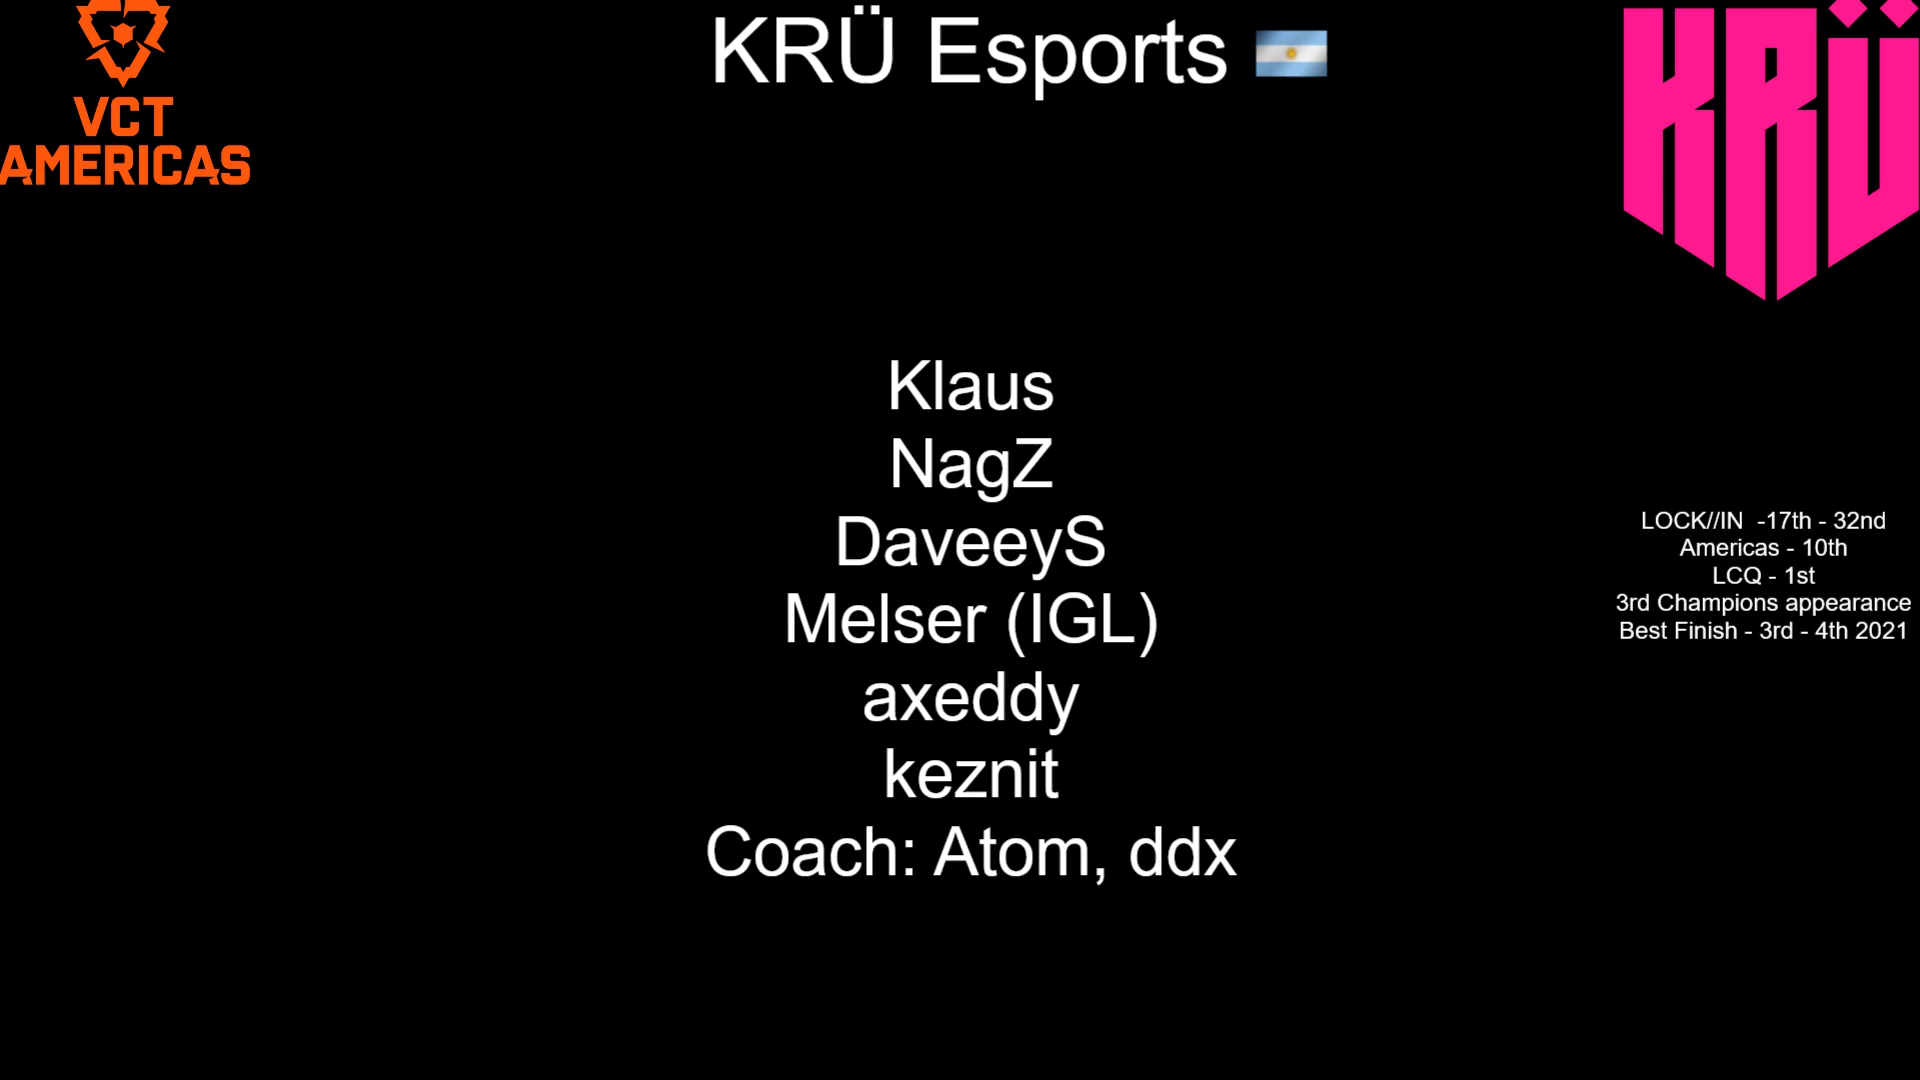 VCT
AMERICAS
KRÜ Esports
KRÜ
Klaus
NagZ
DaveeyS
Melser (IGL)
axeddy
keznit
Coach: Atom, ddx
LOCK//IN  -17th - 32nd
Americas - 10th
LCQ - 1st
3rd Champions appearance
Best Finish - 3rd - 4th 2021